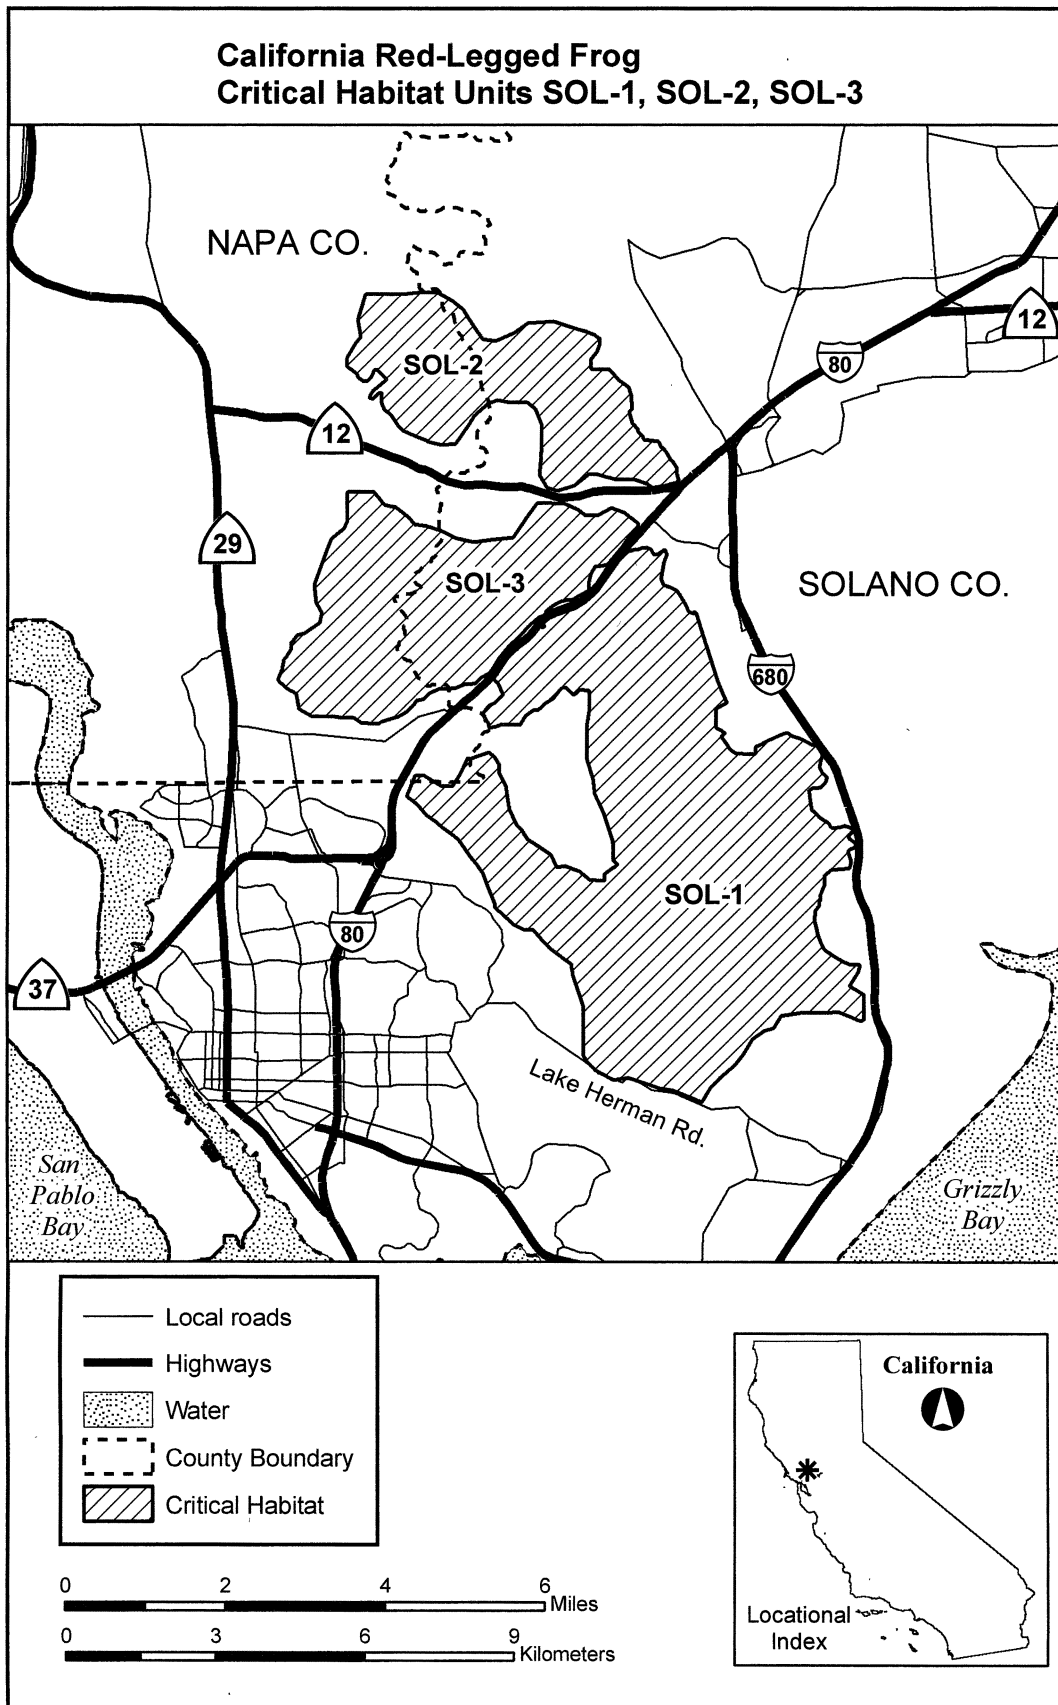 California Red-Legged Frog
Critical Habitat Units SOL-1, SOL-2, SOL-3
NAPA CO.
12
80
SOL-2
12
29
SOL-3
SOLANO CO.
680
SOL-1
80
37
Lake Herman Rd.
San
Pablo
Bay
Grizzly
Bay
Local roads
Highways
Water
County Boundary
Critical Habitat
California
Locational
Index
0 2 4 6
Miles
0 3 6 9
Kilometers